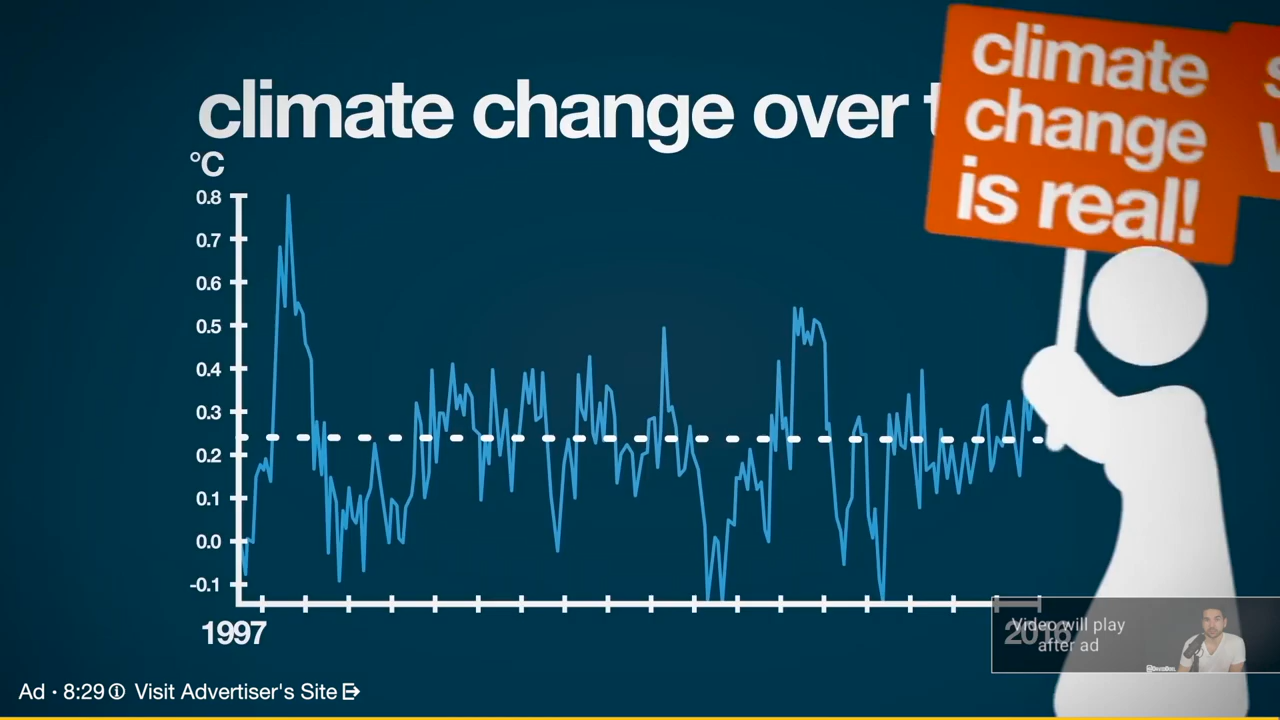 climate change over t
°C
climate
change
is real!
s
v
0.8
0.7
0.6
0.5
0.4
0.3
0.2
0.1
0.0
-0.1
1997
2016
Video will play
after ad
Ad · 8:29 Visit Advertiser's Site